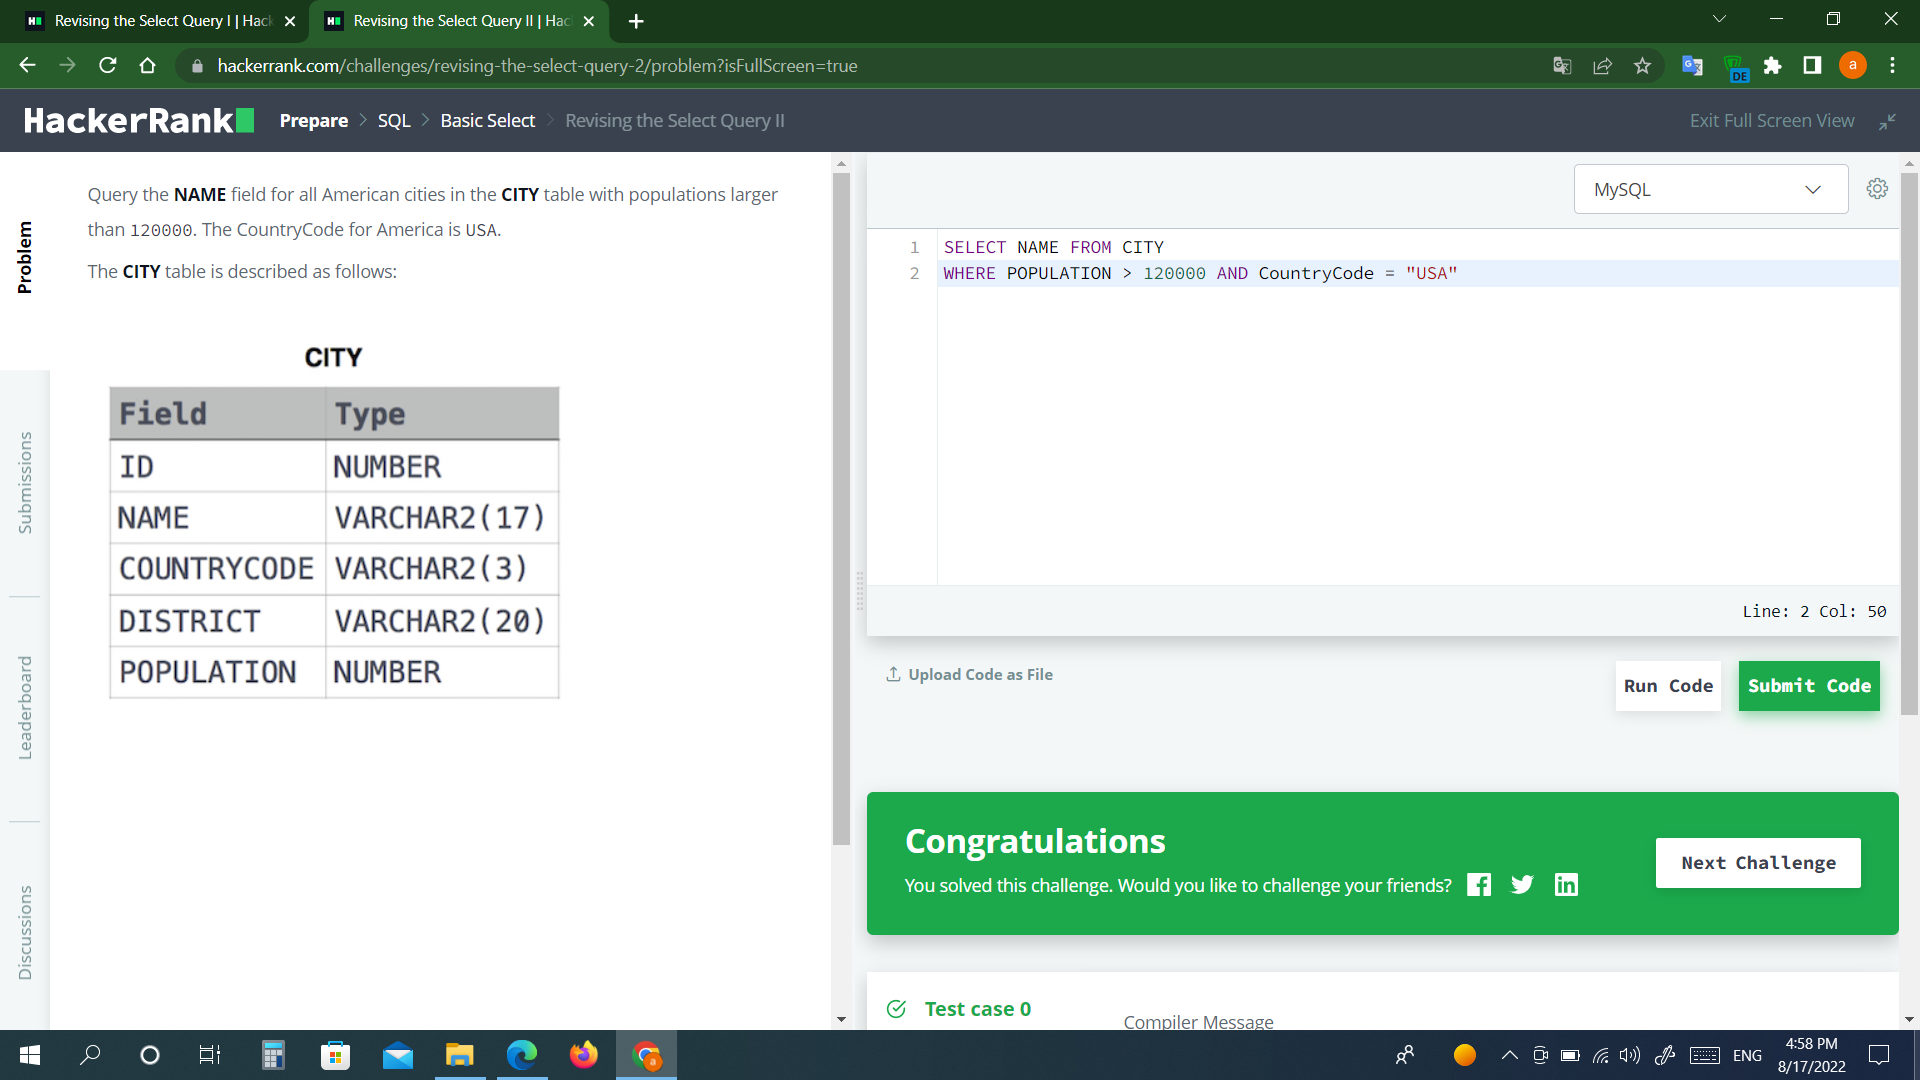 Revising the Select Query I | Hack
Revising the Select Query II | Hac
hackerrank.com/challenges/revising-the-select-query-2/problem?isFullScreen=true
DE
a
HackerRank
Prepare > SQL > Basic Select > Revising the Select Query II
Exit Full Screen View
Problem
Submissions
Leaderboard
Discussions
Query the NAME field for all American cities in the CITY table with populations larger
than 120000. The CountryCode for America is USA.
The CITY table is described as follows:
CITY
Field Type
ID NUMBER
NAME VARCHAR2(17)
COUNTRYCODE VARCHAR2(3)
DISTRICT VARCHAR2(20)
POPULATION NUMBER
MySQL
1 SELECT NAME FROM CITY
2 WHERE POPULATION > 120000 AND CountryCode = "USA"
Line: 2 Col: 50
Upload Code as File
Run Code
Submit Code
Congratulations
You solved this challenge. Would you like to challenge your friends?
Next Challenge
Test case 0
Compiler Message
ENG
4:58 PM
8/17/2022